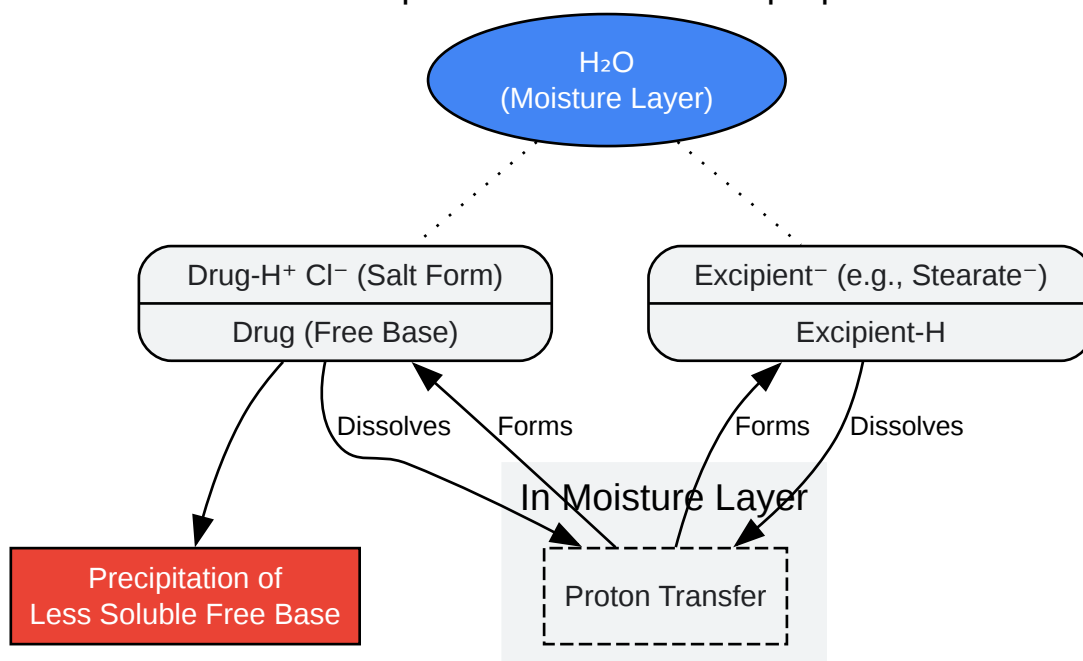 H₂O
(Moisture Layer)
Drug-H⁺ Cl⁻ (Salt Form)
Drug (Free Base)
Excipient⁻ (e.g., Stearate⁻)
Excipient-H
Dissolves
Forms
Forms
Dissolves
In Moisture Layer
Proton Transfer
Precipitation of
Less Soluble Free Base